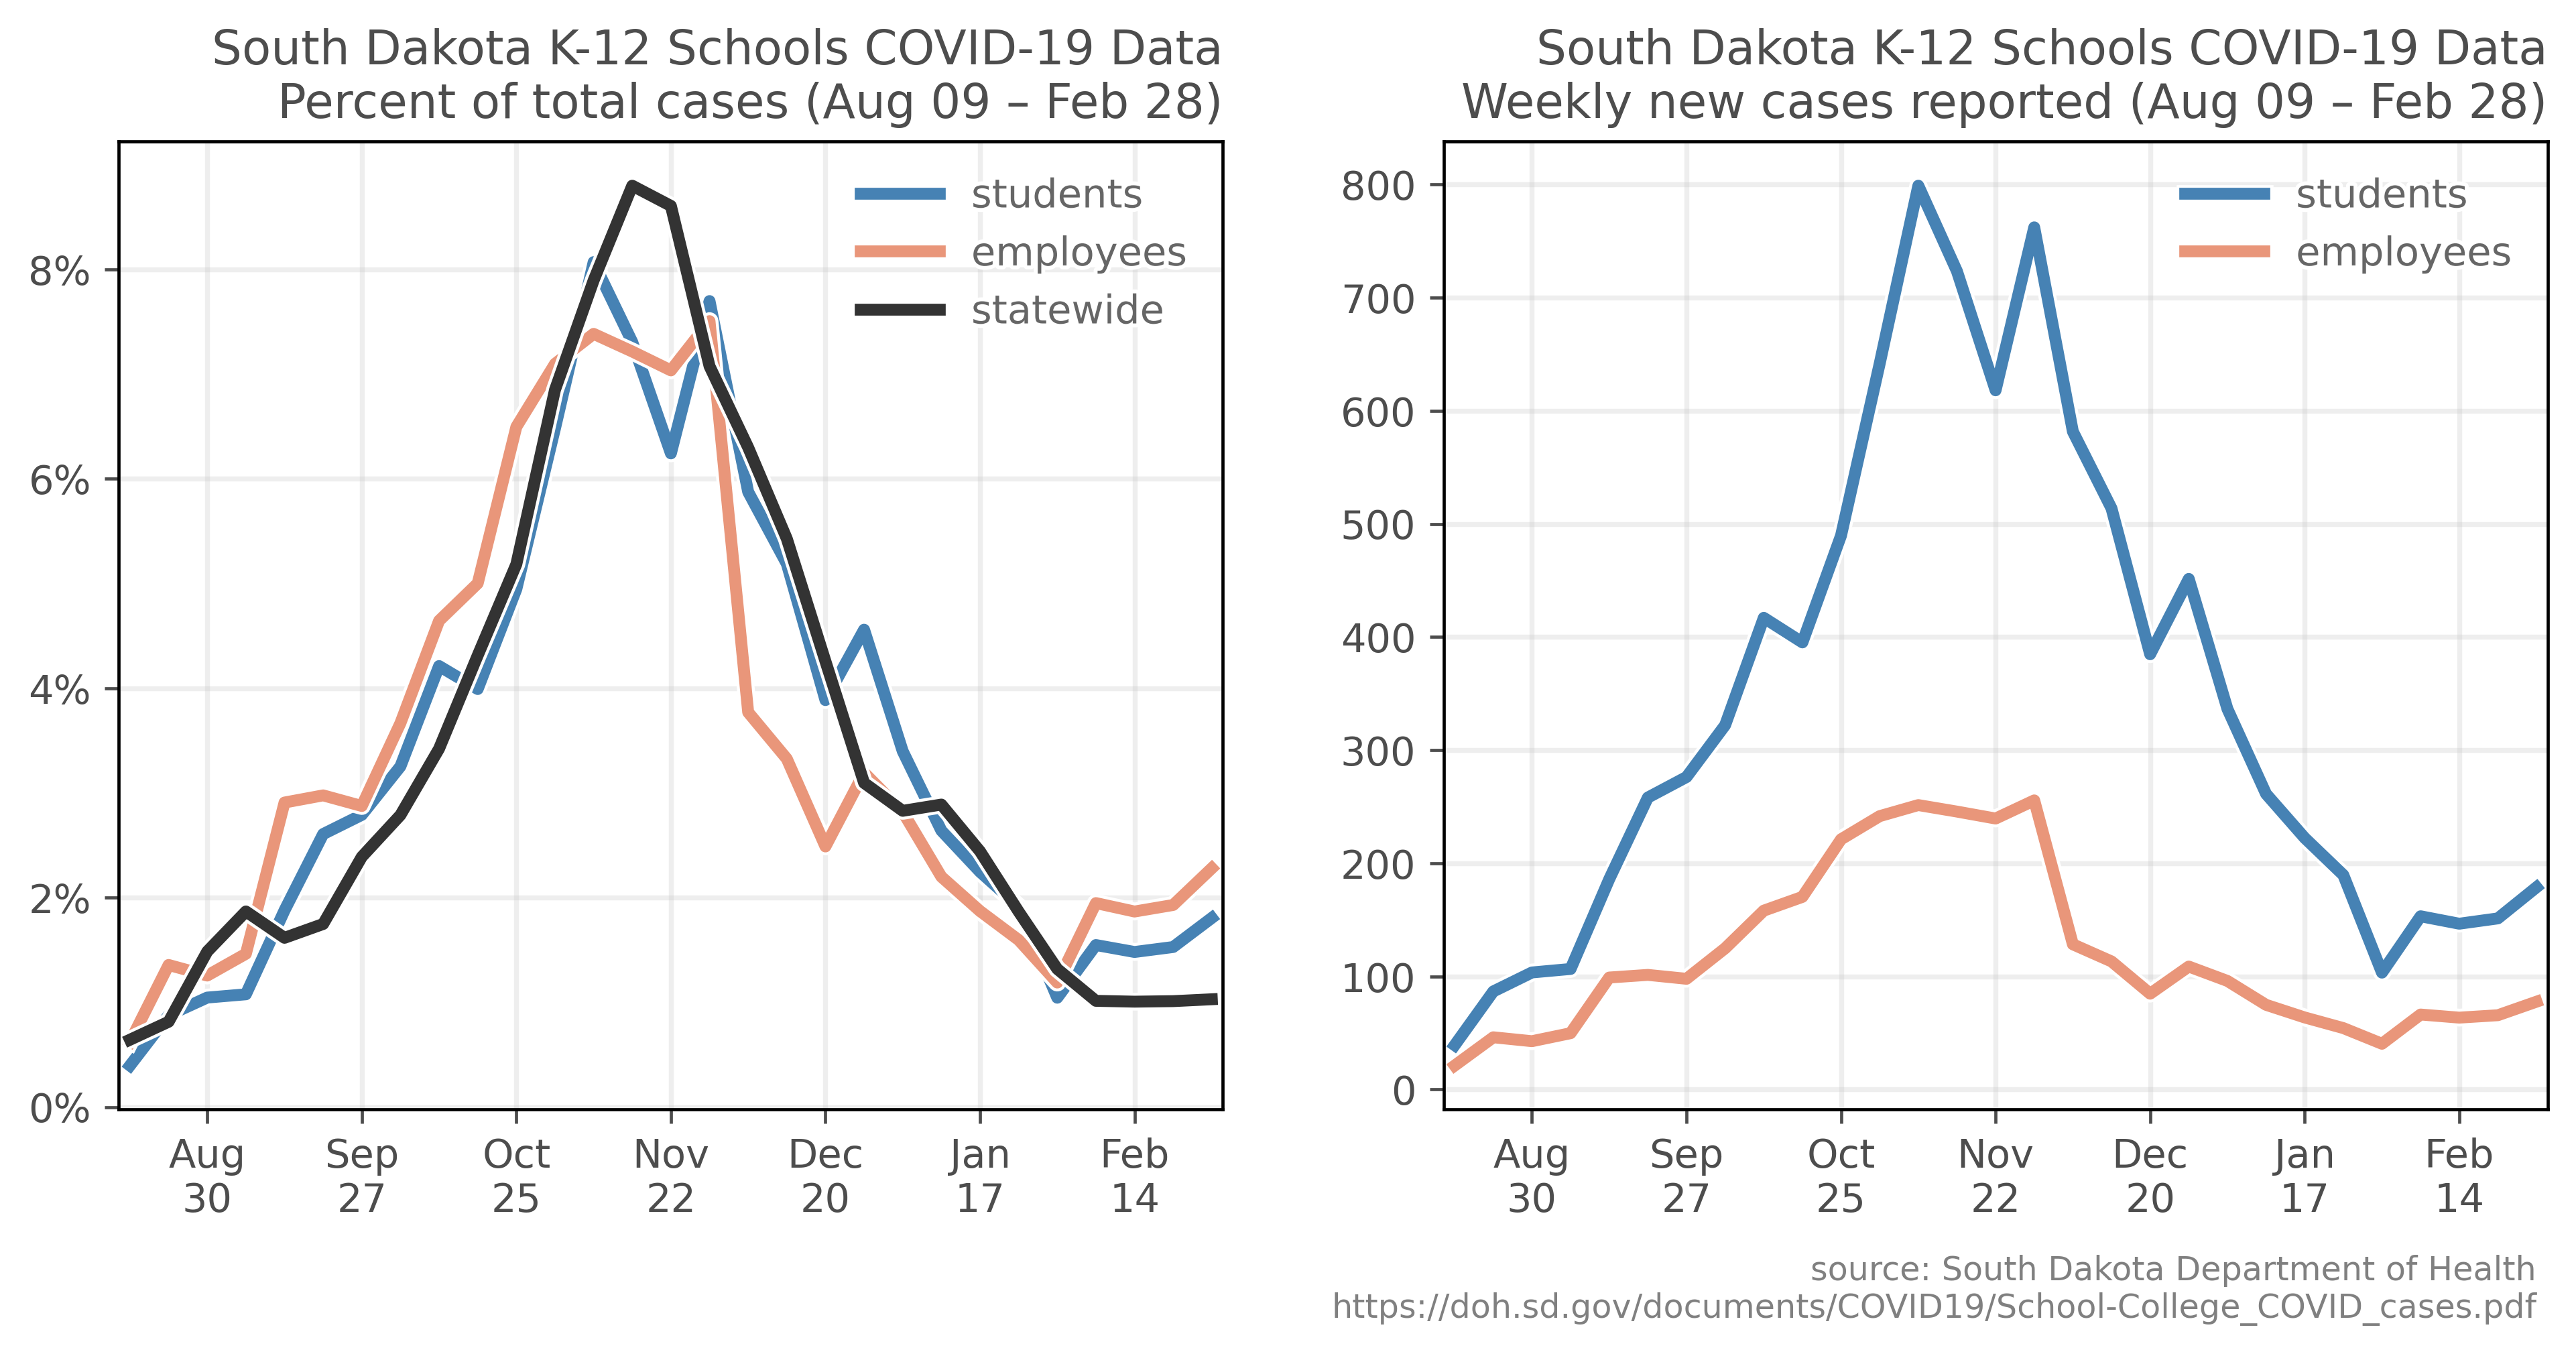 South Dakota K-12 Schools COVID-19 Data
Percent of total cases (Aug 09 – Feb 28)
8%
6%
4%
2%
0%
students
employees
statewide
Aug
30
Sep
27
Oct
25
Nov
22
Dec
20
Jan
17
Feb
14
South Dakota K-12 Schools COVID-19 Data
Weekly new cases reported (Aug 09 – Feb 28)
800
700
600
500
400
300
200
100
0
students
employees
Aug
30
Sep
27
Oct
25
Nov
22
Dec
20
Jan
17
Feb
14
source: South Dakota Department of Health
https://doh.sd.gov/documents/COVID19/School-College_COVID_cases.pdf